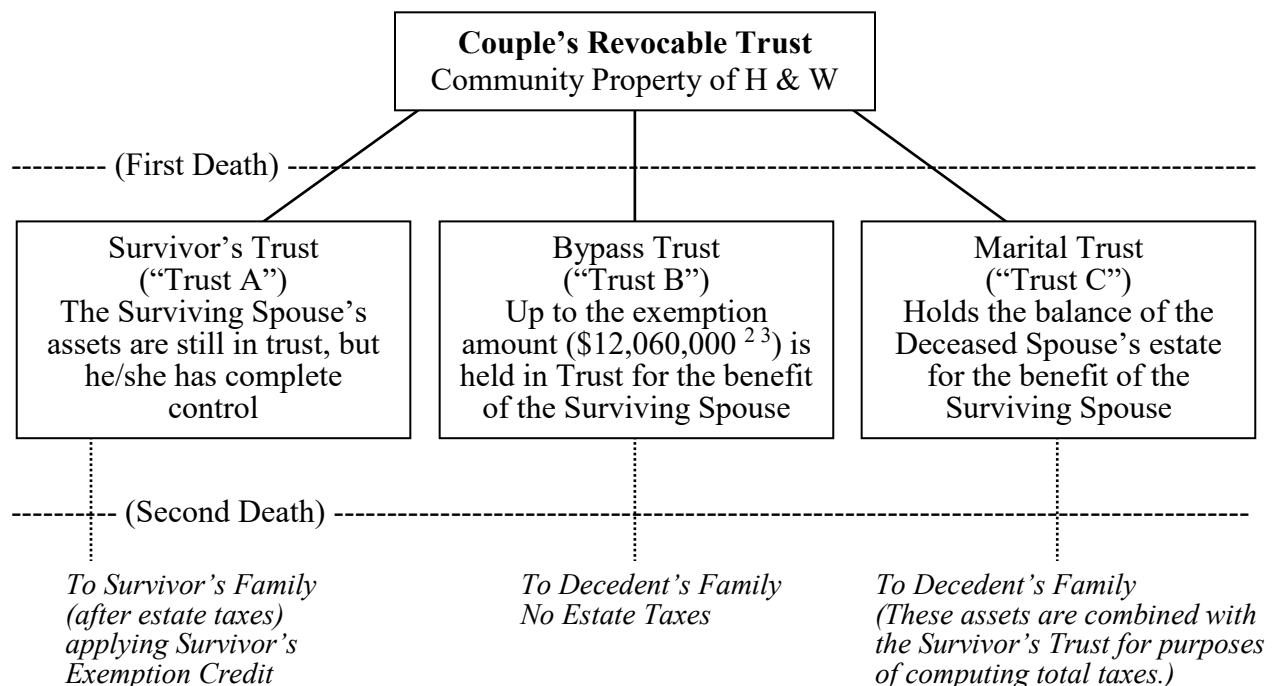 Couple’s Revocable Trust
Community Property of H & W
(First Death)
Survivor’s Trust
(“Trust A”)
The Surviving Spouse’s
assets are still in trust, but
he/she has complete
control
Bypass Trust
(“Trust B”)
Up to the exemption
amount ($12,060,000 2 3) is
held in Trust for the benefit
of the Surviving Spouse
Marital Trust
(“Trust C”)
Holds the balance of the
Deceased Spouse’s estate
for the benefit of the
Surviving Spouse
(Second Death)
To Survivor’s Family
(after estate taxes)
applying Survivor’s
Exemption Credit
To Decedent’s Family
No Estate Taxes
To Decedent’s Family
(These assets are combined with
the Survivor’s Trust for purposes
of computing total taxes.)